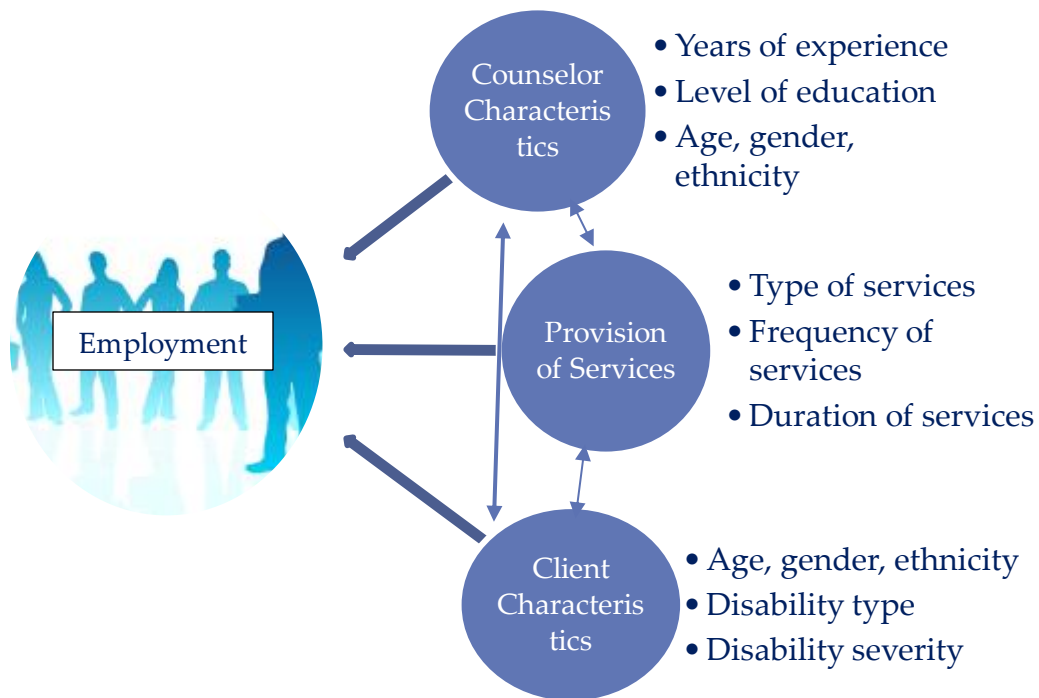 Counselor
Characteris
tics
• Years of experience
• Level of education
• Age, gender,
ethnicity
Employment
Provision
of Services
• Type of services
• Frequency of
services
• Duration of services
Client
Characteris
tics
• Age, gender, ethnicity
• Disability type
• Disability severity